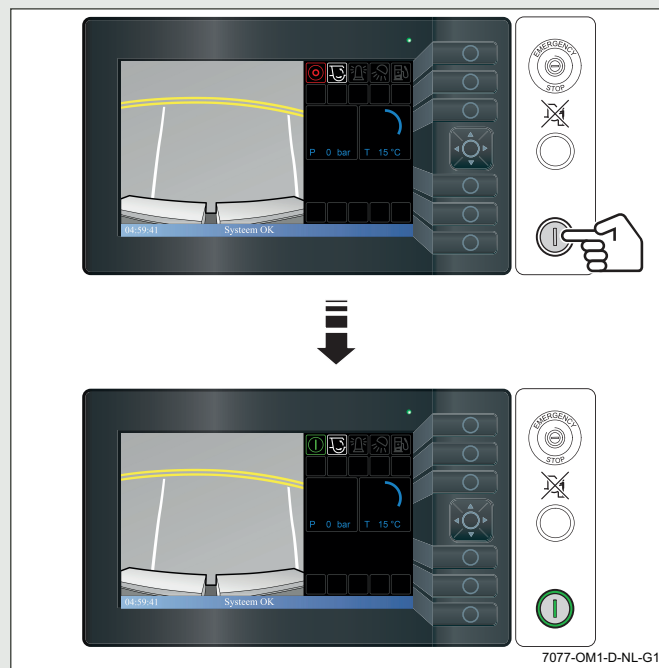 EMERGENCY
STOP
P 0 bar T 15 °C
04:59:41 Systeem OK
EMERGENCY
STOP
P 0 bar T 15 °C
04:59:41 Systeem OK
7077-OM1-D-NL-G1